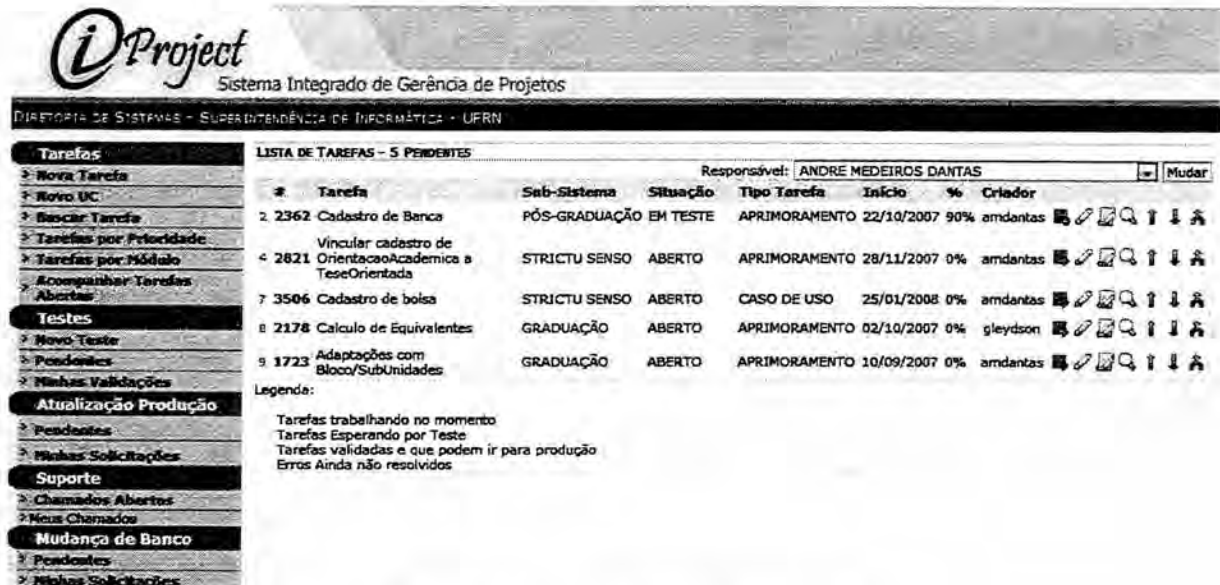 iProject
Sistema Integrado de Gerência de Projetos
DIRETORIA DE SISTEMAS - SUPERINTENDÊNCIA DE INFORMÁTICA - UFRN
Tarefas
Nova Tarefa
Novo UC
Buscar Tarefa
Tarefas por Prioridade
Tarefas por Módulo
Acompanhar Tarefas
Abertas
Testes
Novo Teste
Pendentes
Minhas Validações
Atualização Produção
Pendentes
Minhas Solicitações
Suporte
Chamados Abertos
Meus Chamados
Mudança de Banco
Pendentes
Minhas Solicitações
LISTA DE TAREFAS - 5 PENDENTES
Responsável: ANDRE MEDEIROS DANTAS Mudar
# Tarefa Sub-Sistema Situação Tipo Tarefa Início % Criador
2 2362 Cadastro de Banca PÓS-GRADUAÇÃO EM TESTE APRIMORAMENTO 22/10/2007 90% amdantas
Vincular cadastro de
4 2821 OrientacaoAcademica a STRICTU SENSO ABERTO APRIMORAMENTO 28/11/2007 0% amdantas
TeseOrientada
7 3506 Cadastro de bolsa STRICTU SENSO ABERTO CASO DE USO 25/01/2008 0% amdantas
8 2178 Calculo de Equivalentes GRADUAÇÃO ABERTO APRIMORAMENTO 02/10/2007 0% gleydson
9 1723 Adaptações com GRADUAÇÃO ABERTO APRIMORAMENTO 10/09/2007 0% amdantas
Bloco/SubUnidades
Legenda:
Tarefas trabalhando no momento
Tarefas Esperando por Teste
Tarefas validadas e que podem ir para produção
Erros Ainda não resolvidos